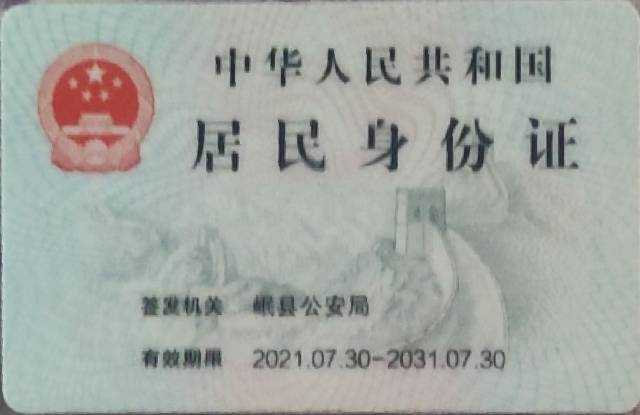 中华人民共和国
居民身份证
签发机关 岷县公安局
有效期限 2021.07.30-2031.07.30